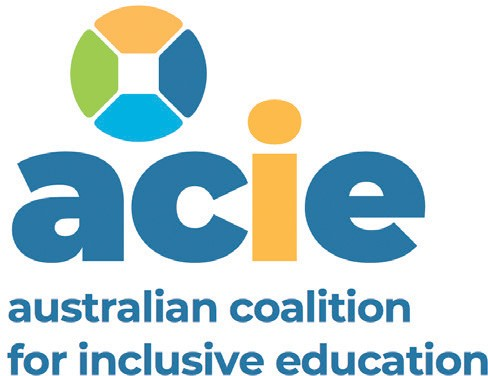 acie
australian coalition
for inclusive education